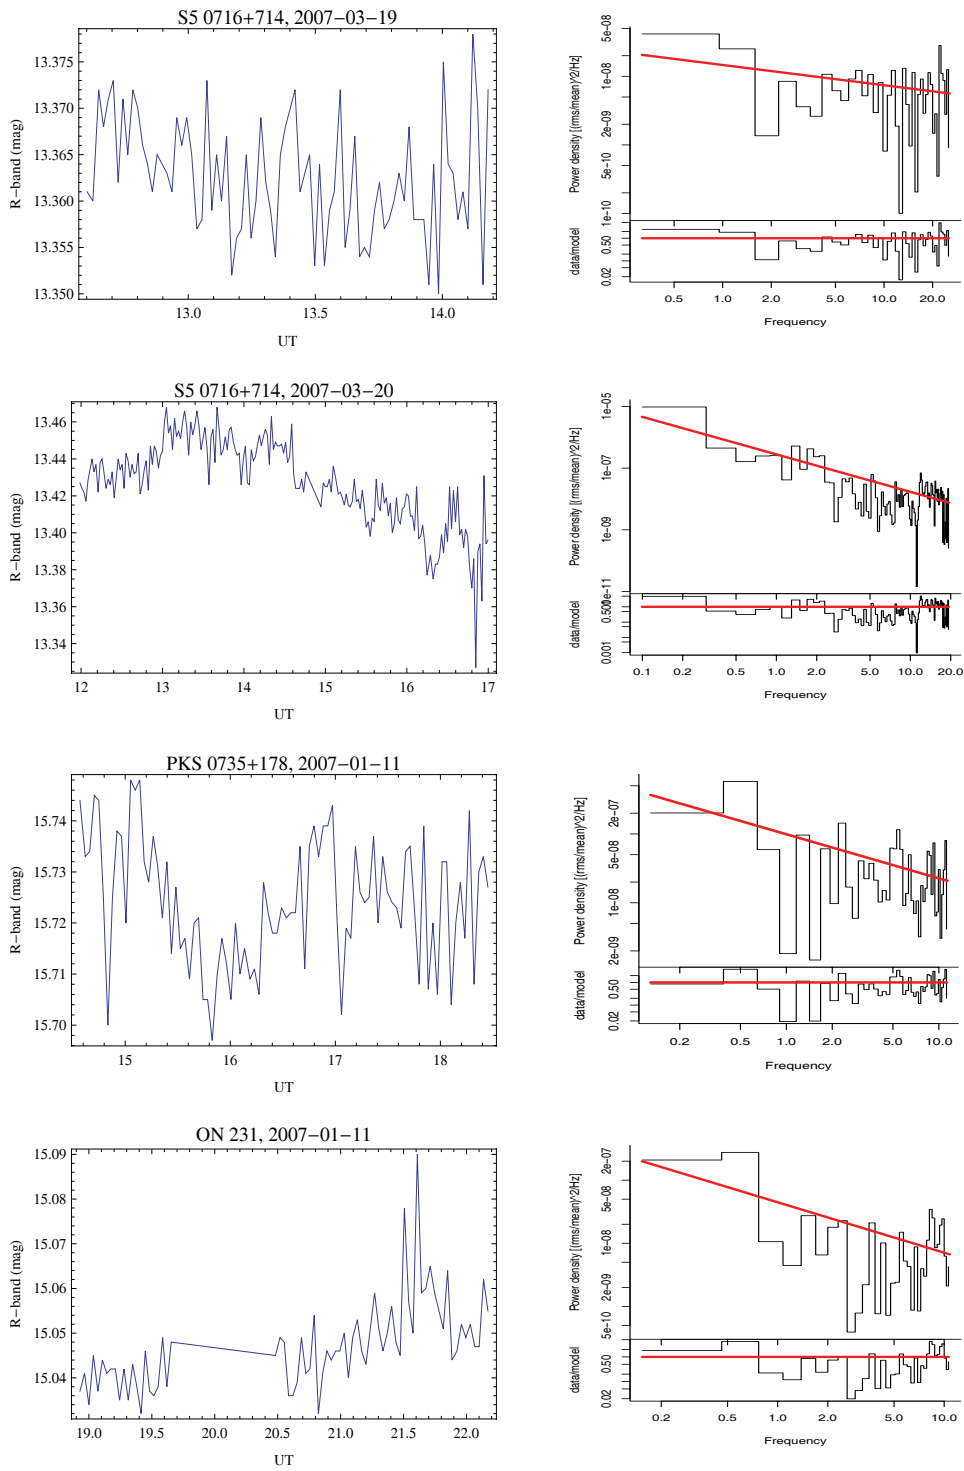 S5 0716+714, 2007−03−19
13.375
13.370
13.365
13.360
13.355
13.350
R−band (mag)
13.0
13.5
14.0
UT
5e−08
1e−08
2e−09
5e−10
1e−10
Power density [(rms/mean)^2/Hz]
0.50
0.02
data/model
0.5
1.0
2.0
5.0
10.0
20.0
Frequency
S5 0716+714, 2007−03−20
13.46
13.44
13.42
13.40
13.38
13.36
13.34
R−band (mag)
12
13
14
15
16
17
UT
1e−05
1e−07
1e−09
1e−11
Power density [(rms/mean)^2/Hz]
0.500
0.001
data/model
0.1
0.2
0.5
1.0
2.0
5.0
10.0
20.0
Frequency
PKS 0735+178, 2007−01−11
15.74
15.73
15.72
15.71
15.70
R−band (mag)
15
16
17
18
UT
2e−07
5e−08
1e−08
2e−09
Power density [(rms/mean)^2/Hz]
0.50
0.02
data/model
0.2
0.5
1.0
2.0
5.0
10.0
Frequency
ON 231, 2007−01−11
15.09
15.08
15.07
15.06
15.05
15.04
R−band (mag)
19.0
19.5
20.0
20.5
21.0
21.5
22.0
UT
2e−07
5e−08
1e−08
2e−09
5e−10
Power density [(rms/mean)^2/Hz]
0.50
0.02
data/model
0.2
0.5
1.0
2.0
5.0
10.0
Frequency